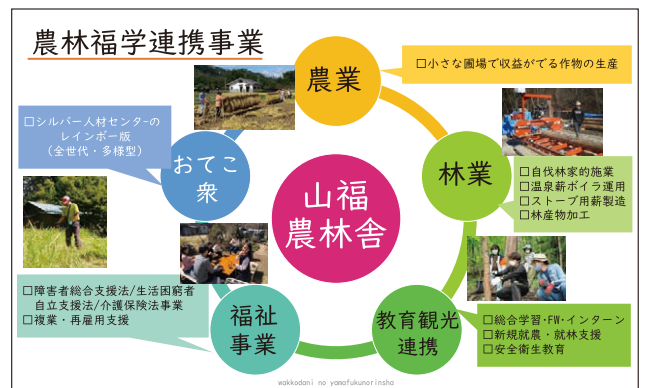 農林福学連携事業
農業
□小さな圃場で収益がでる作物の生産
□シルバー人材センターの
レインボー版
（全世代・多様型）
おてこ
衆
山福
農林舎
林業
□自伐林家的施業
□温泉薪ボイラ運用
□ストーブ用薪製造
□林産物加工
□障害者総合支援法/生活困窮者
自立支援法/介護保険法事業
□複業・再雇用支援
福祉
事業
教育観光
連携
□総合学習・FW・インターン
□新規就農・就林支援
□安全衛生教育
wakkodani no yamafukunorinsha